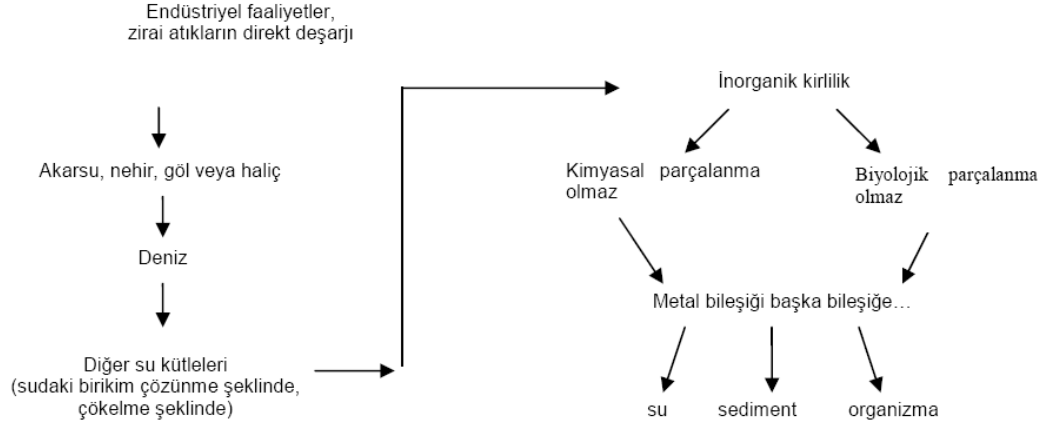 Endüstriyel faaliyetler,
zirai atıkların direkt deşarjı
Akarsu, nehir, göl veya haliç
Deniz
Diğer su kütleleri
(sudaki birikim çözünme şeklinde,
çökelme şeklinde)
İnorganik kirlilik
Kimyasal parçalanma
olmaz
Biyolojik parçalanma
olmaz
Metal bileşiği başka bileşiğe…
su sediment organizma